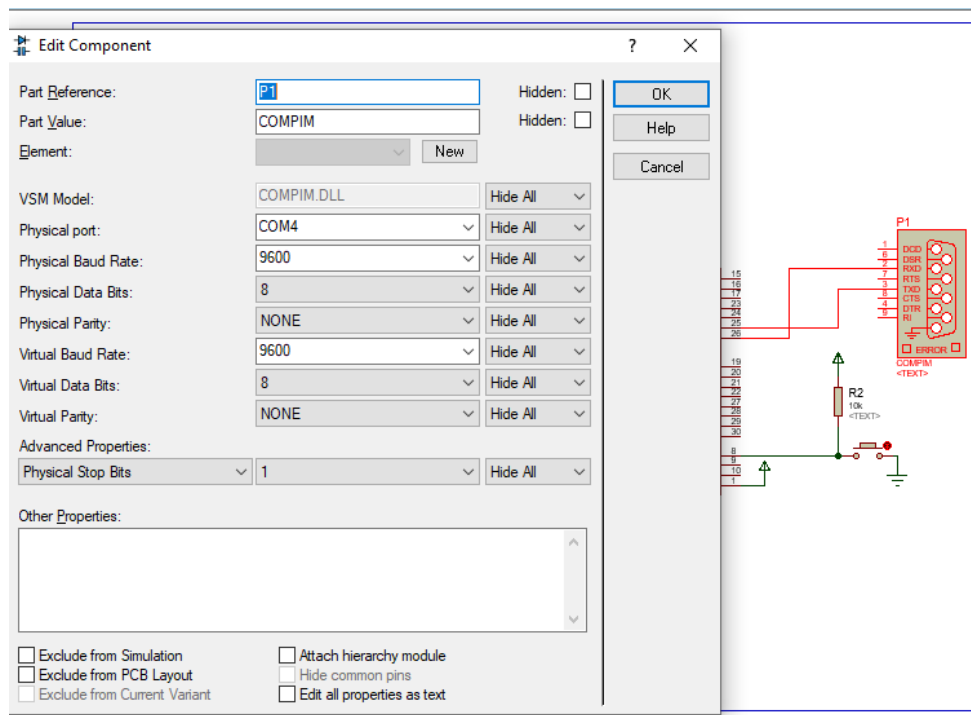 Edit Component ? X
Part Reference: P1 Hidden: OK
Part Value: COMPIM Hidden: Help
Element: New
Cancel
VSM Model: COMPIM.DLL Hide All
Physical port: COM4 Hide All
Physical Baud Rate: 9600 Hide All
Physical Data Bits: 8 Hide All
Physical Parity: NONE Hide All
Virtual Baud Rate: 9600 Hide All
Virtual Data Bits: 8 Hide All
Virtual Parity: NONE Hide All
Advanced Properties:
Physical Stop Bits 1 Hide All
Other Properties:
Exclude from Simulation Attach hierarchy module
Exclude from PCB Layout Hide common pins
Exclude from Current Variant Edit all properties as text
P1
1 DCD
6 DSR
2 RXD
7 RTS
3 TXD
8 CTS
4 DTR
9 RI
ERROR
COMPIM
<TEXT>
15
16
17
23
24
25
26
19
20
21
22
27
28
29
30
8
9
10
1
R2
10k
<TEXT>